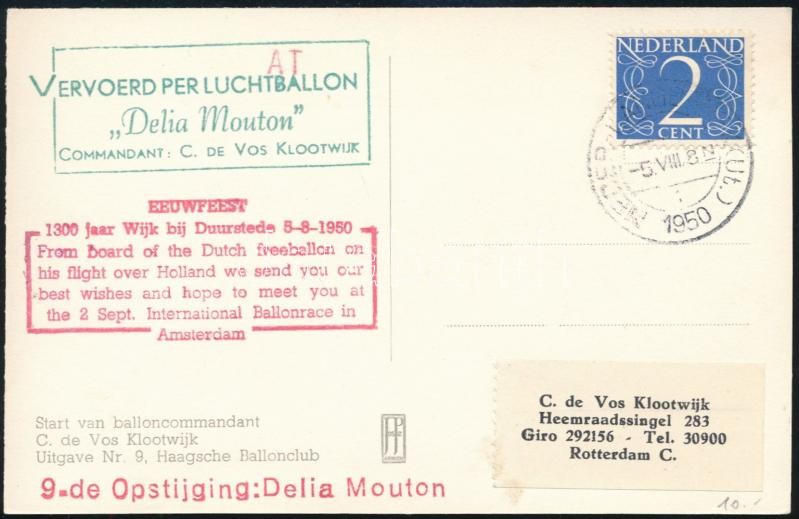 AT
VERVOERD PER LUCHTBALLON
„Delia Mouton”
COMMANDANT: C. DE VOS KLOOTWIJK
EEUWFEEST
1300 jaar Wijk bij Duurstede 5-8-1950
From board of the Dutch freeballon on
his flight over Holland we send you our
best wishes and hope to meet you at
the 2 Sept. International Ballonrace in
Amsterdam
Start van balloncommandant
C. de Vos Klootwijk
Uitgave Nr. 9, Haagsche Ballonclub
9-de Opstijging: Delia Mouton
NEDERLAND
2
CENT
-5.VIII.8.N
1950
(Ut.)
C. de Vos Klootwijk
Heemraadssingel 283
Giro 292156 - Tel. 30900
Rotterdam C.
10.-